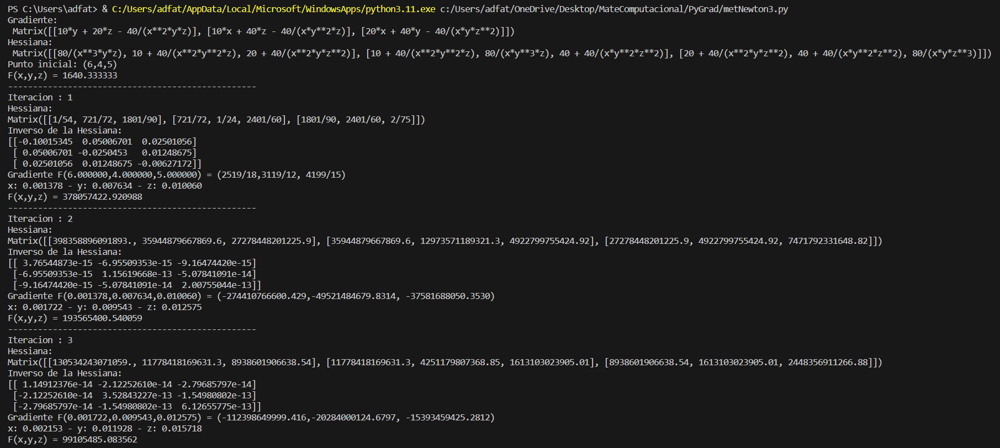 PS C:\Users\adfat> & C:/Users/adfat/AppData/Local/Microsoft/WindowsApps/python3.11.exe c:/Users/adfat/OneDrive/Desktop/MateComputacional/PyGrad/metNewton3.py
Gradiente:
 Matrix([[10*y + 20*z - 40/(x**2*y*z)], [10*x + 40*z - 40/(x*y**2*z)], [20*x + 40*y - 40/(x*y*z**2)]])
Hessiana:
 Matrix([[80/(x**3*y*z), 10 + 40/(x**2*y**2*z), 20 + 40/(x**2*y*z**2)], [10 + 40/(x**2*y**2*z), 80/(x*y**3*z), 40 + 40/(x*y**2*z**2)], [20 + 40/(x**2*y*z**2), 40 + 40/(x*y**2*z**2), 80/(x*y*z**3)]])
Punto inicial: (6,4,5)
F(x,y,z) = 1640.333333
--------------------------------------------------
Iteracion : 1
Hessiana:
Matrix([[1/54, 721/72, 1801/90], [721/72, 1/24, 2401/60], [1801/90, 2401/60, 2/75]])
Inverso de la Hessiana:
[[-0.10015345  0.05006701  0.02501056]
 [ 0.05006701 -0.0250453   0.01248675]
 [ 0.02501056  0.01248675 -0.00627172]]
Gradiente F(6.000000,4.000000,5.000000) = (2519/18,3119/12, 4199/15)
x: 0.001378 - y: 0.007634 - z: 0.010060
F(x,y,z) = 378057422.920988
--------------------------------------------------
Iteracion : 2
Hessiana:
Matrix([[398358896091893., 35944879667869.6, 27278448201225.9], [35944879667869.6, 12973571189321.3, 4922799755424.92], [27278448201225.9, 4922799755424.92, 7471792331648.82]])
Inverso de la Hessiana:
[[ 3.76544873e-15 -6.95509353e-15 -9.16474420e-15]
 [-6.95509353e-15  1.15619668e-13 -5.07841091e-14]
 [-9.16474420e-15 -5.07841091e-14  2.00755044e-13]]
Gradiente F(0.001378,0.007634,0.010060) = (-274410766600.429,-49521484679.8314, -37581688050.3530)
x: 0.001722 - y: 0.009543 - z: 0.012575
F(x,y,z) = 193565400.540059
--------------------------------------------------
Iteracion : 3
Hessiana:
Matrix([[130534243071059., 11778418169631.3, 8938601906638.54], [11778418169631.3, 4251179807368.85, 1613103023905.01], [8938601906638.54, 1613103023905.01, 2448356911266.88]])
Inverso de la Hessiana:
[[ 1.14912376e-14 -2.12252610e-14 -2.79685797e-14]
 [-2.12252610e-14  3.52843227e-13 -1.54980802e-13]
 [-2.79685797e-14 -1.54980802e-13  6.12655775e-13]]
Gradiente F(0.001722,0.009543,0.012575) = (-112398649999.416,-20284000124.6797, -15393459425.2812)
x: 0.002153 - y: 0.011928 - z: 0.015718
F(x,y,z) = 99105485.083562